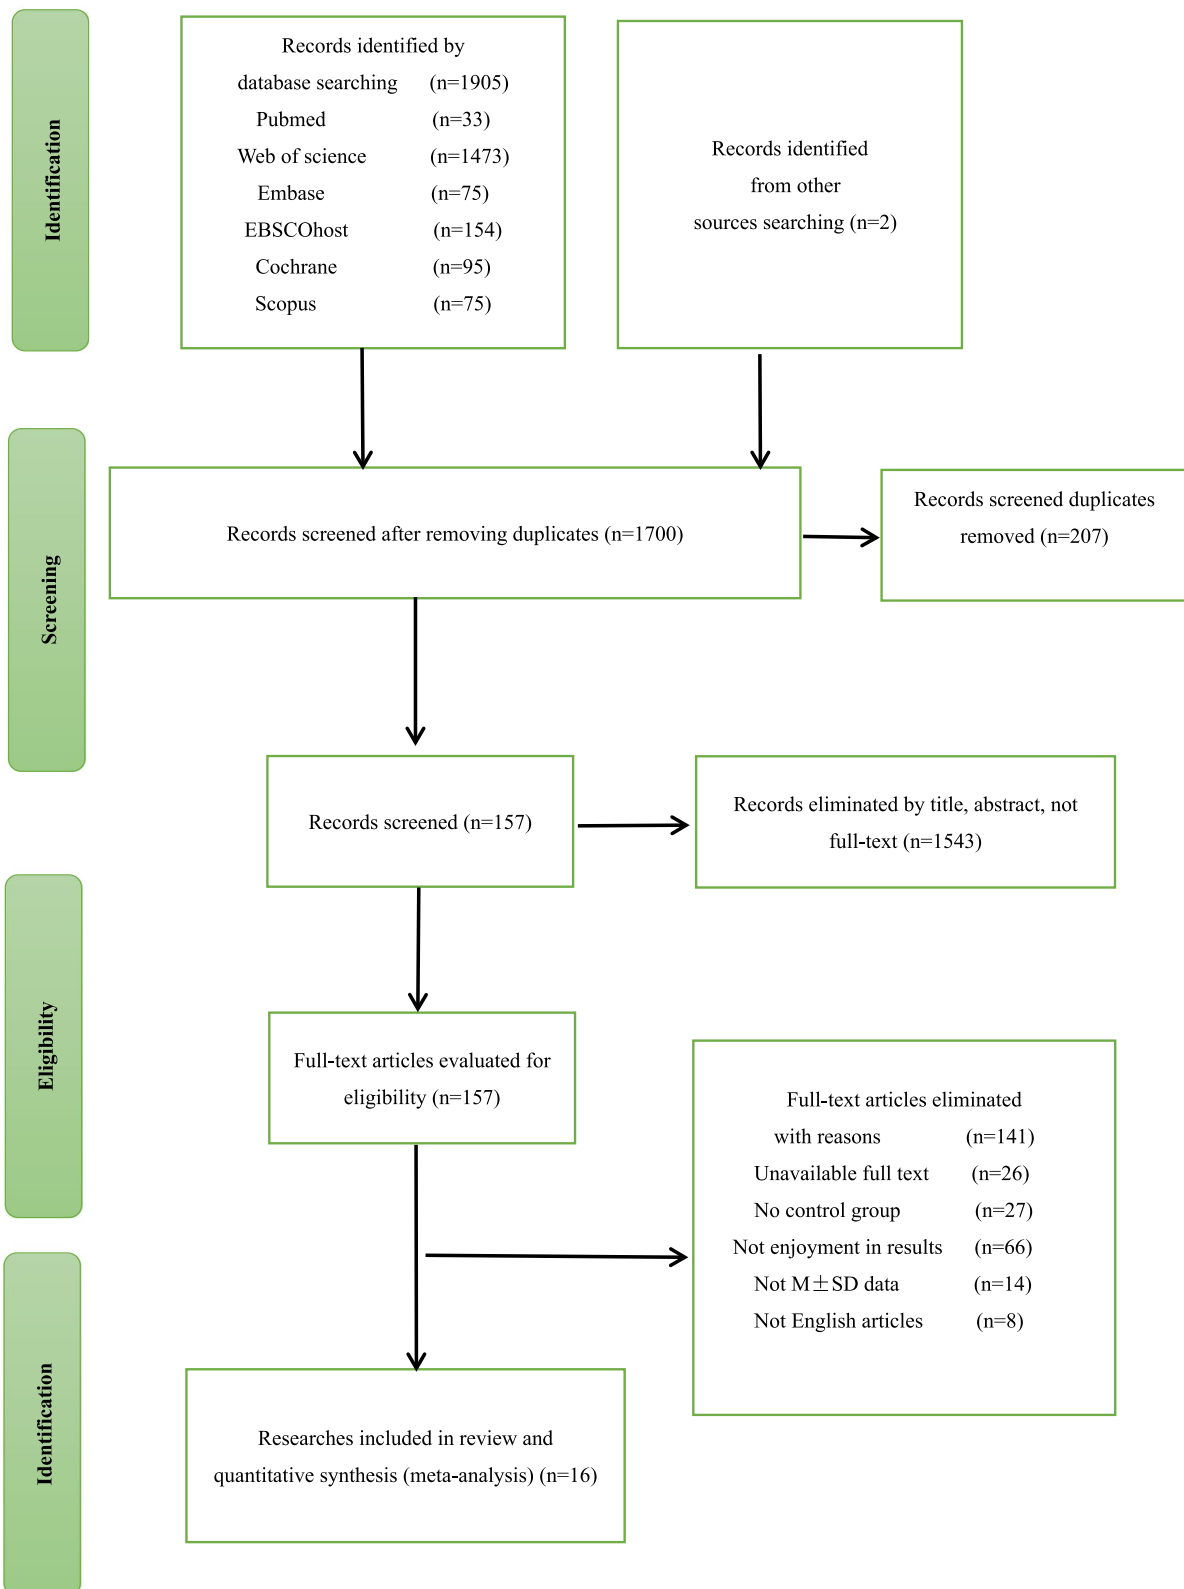 Identification
Records identified by
database searching (n=1905)
Pubmed (n=33)
Web of science (n=1473)
Embase (n=75)
EBSCOhost (n=154)
Cochrane (n=95)
Scopus (n=75)
Records identified
from other
sources searching (n=2)
Screening
Records screened after removing duplicates (n=1700)
Records screened duplicates
removed (n=207)
Records screened (n=157)
Records eliminated by title, abstract, not
full-text (n=1543)
Eligibility
Full-text articles evaluated for
eligibility (n=157)
Full-text articles eliminated
with reasons (n=141)
Unavailable full text (n=26)
No control group (n=27)
Not enjoyment in results (n=66)
Not M±SD data (n=14)
Not English articles (n=8)
Identification
Researches included in review and
quantitative synthesis (meta-analysis) (n=16)